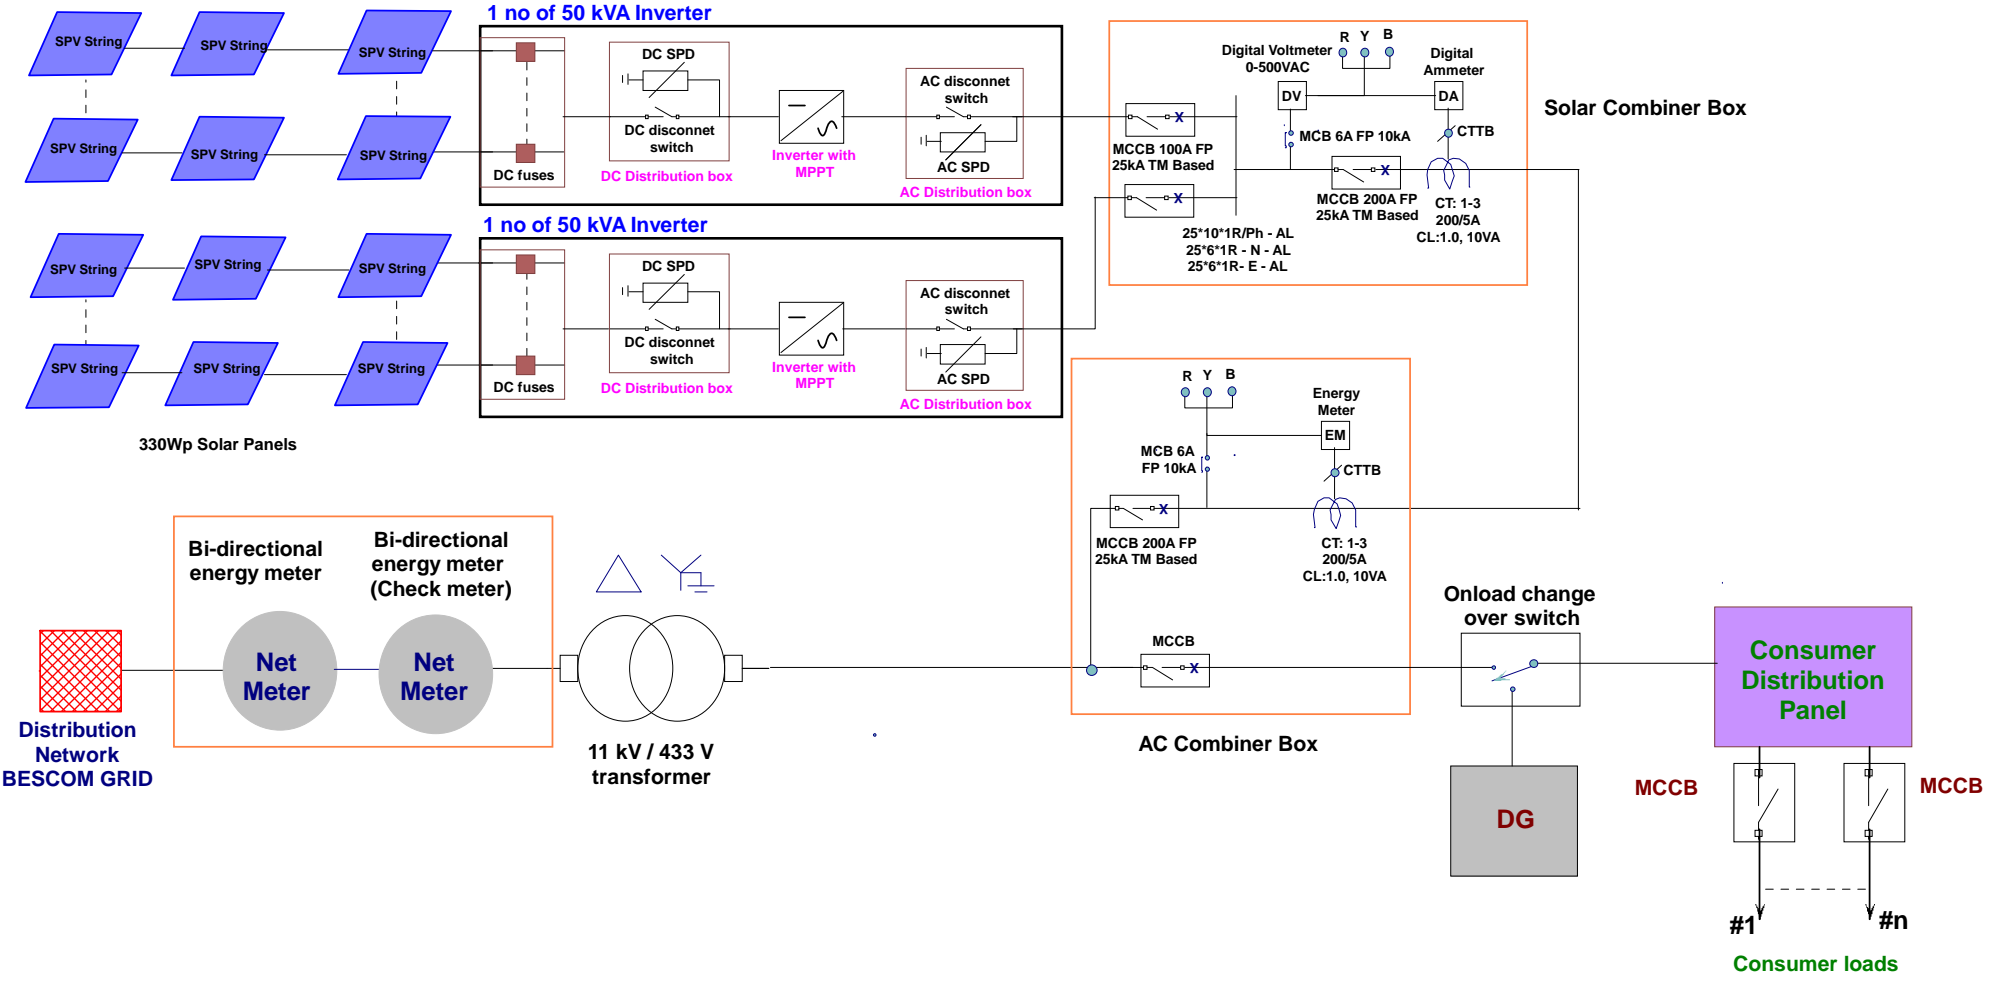 1 no of 50 kVA Inverter
SPV String
SPV String
SPV String
SPV String
SPV String
SPV String
DC fuses
DC SPD
DC disconnet
switch
DC Distribution box
Inverter with
MPPT
AC disconnet
switch
AC SPD
AC Distribution box
1 no of 50 kVA Inverter
SPV String
SPV String
SPV String
SPV String
SPV String
SPV String
DC fuses
DC SPD
DC disconnet
switch
DC Distribution box
Inverter with
MPPT
AC disconnet
switch
AC SPD
AC Distribution box
330Wp Solar Panels
R Y B
Digital Voltmeter
0-500VAC
Digital
Ammeter
DV
DA
X
MCCB 100A FP
25kA TM Based
MCB 6A FP 10kA
CTTB
X
X
MCCB 200A FP
25kA TM Based
CT: 1-3
200/5A
CL:1.0, 10VA
25*10*1R/Ph - AL
25*6*1R - N - AL
25*6*1R- E - AL
Solar Combiner Box
R Y B
Energy
Meter
EM
MCB 6A
FP 10kA
CTTB
X
MCCB 200A FP
25kA TM Based
CT: 1-3
200/5A
CL:1.0, 10VA
MCCB
X
AC Combiner Box
Bi-directional
energy meter
Bi-directional
energy meter
(Check meter)
Net
Meter
Net
Meter
Distribution
Network
BESCOM GRID
11 kV / 433 V
transformer
Onload change
over switch
DG
Consumer
Distribution
Panel
MCCB
MCCB
#1
#n
Consumer loads